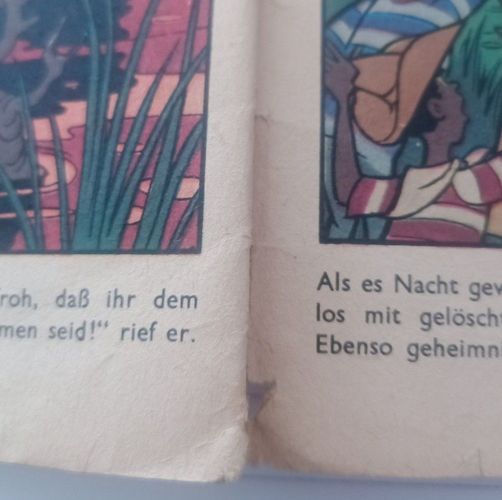 roh, daß ihr dem
men seid!“ rief er.
Als es Nacht gew
los mit gelöscht
Ebenso geheimn